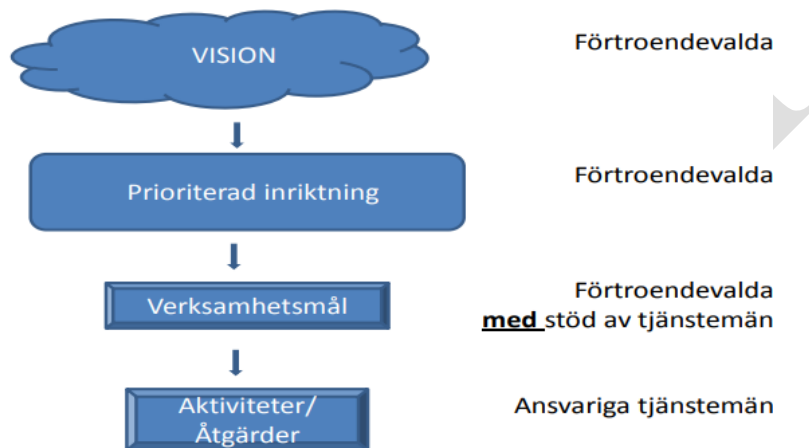 VISION
Förtroendevalda
Prioriterad inriktning
Förtroendevalda
Verksamhetsmål
Förtroendevalda
med stöd av tjänstemän
Aktiviteter/
Åtgärder
Ansvariga tjänstemän